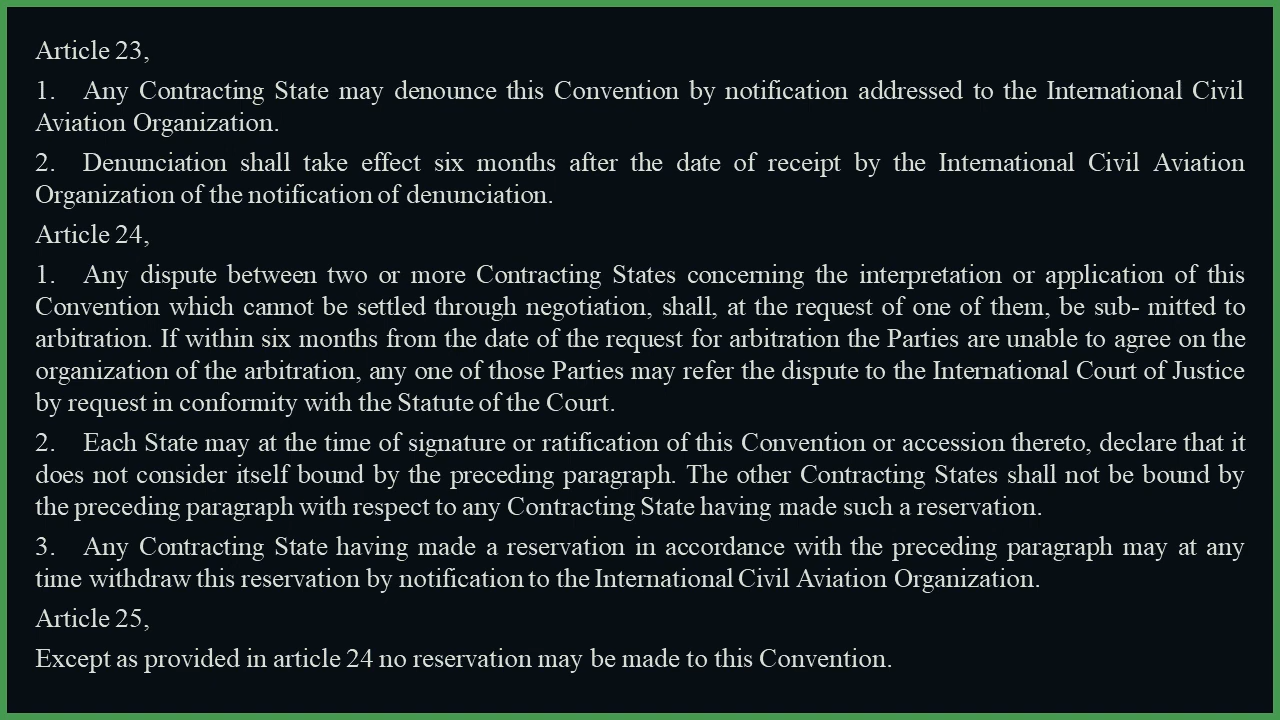 Article 23,
1. Any Contracting State may denounce this Convention by notification addressed to the International Civil
Aviation Organization.
2. Denunciation shall take effect six months after the date of receipt by the International Civil Aviation
Organization of the notification of denunciation.
Article 24,
1. Any dispute between two or more Contracting States concerning the interpretation or application of this
Convention which cannot be settled through negotiation, shall, at the request of one of them, be sub- mitted to
arbitration. If within six months from the date of the request for arbitration the Parties are unable to agree on the
organization of the arbitration, any one of those Parties may refer the dispute to the International Court of Justice
by request in conformity with the Statute of the Court.
2. Each State may at the time of signature or ratification of this Convention or accession thereto, declare that it
does not consider itself bound by the preceding paragraph. The other Contracting States shall not be bound by
the preceding paragraph with respect to any Contracting State having made such a reservation.
3. Any Contracting State having made a reservation in accordance with the preceding paragraph may at any
time withdraw this reservation by notification to the International Civil Aviation Organization.
Article 25,
Except as provided in article 24 no reservation may be made to this Convention.